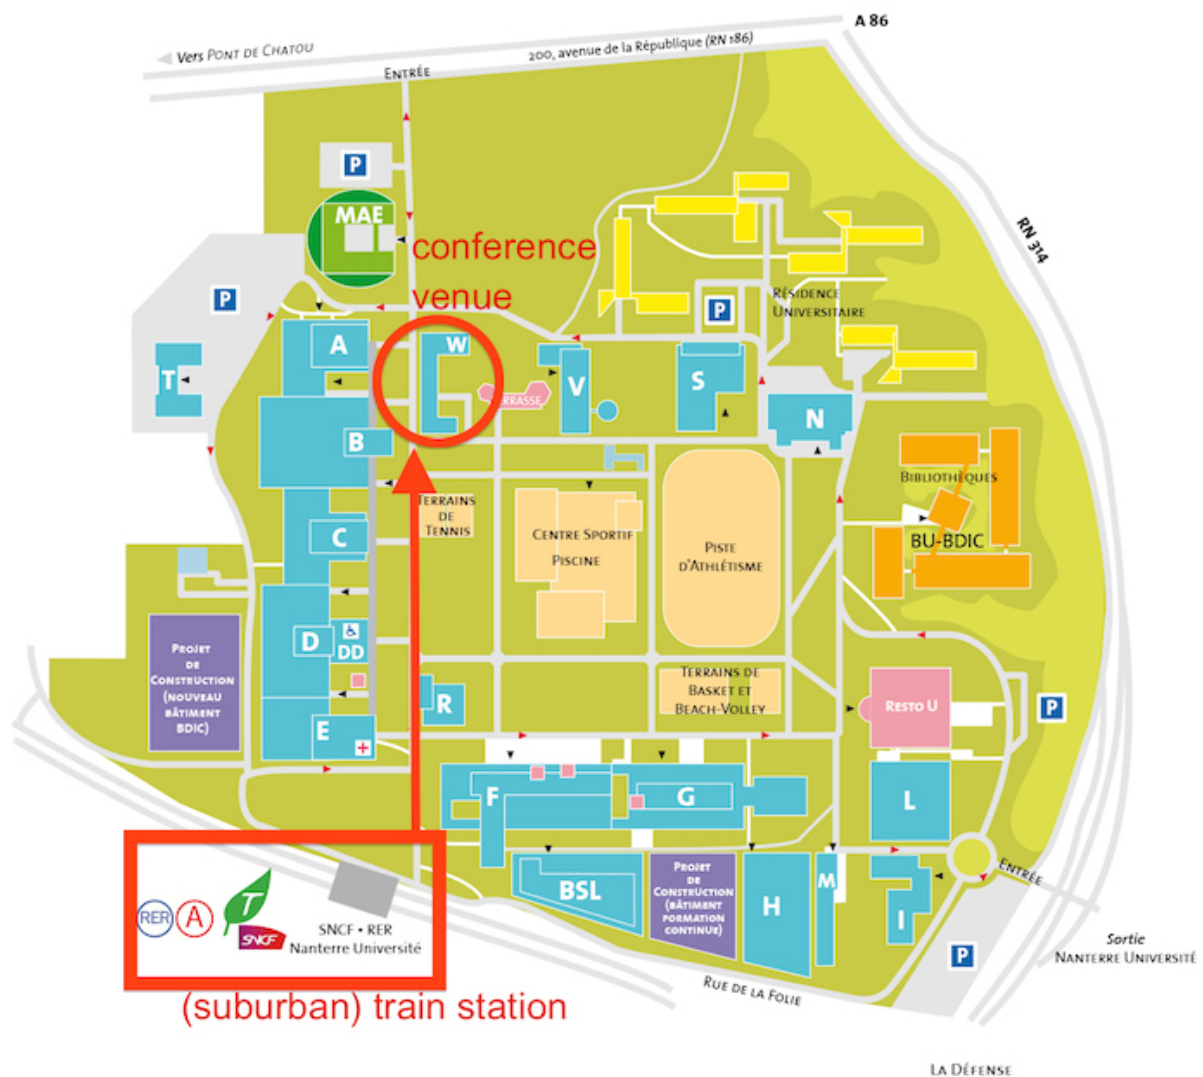 A 86
Vers PONT DE CHATOU
200, avenue de la République (RN 186)
ENTRÉE
P
MAE
conference
venue
RN 314
P
P
RÉSIDENCE
UNIVERSITAIRE
A
W
T
V
S
TERRASSE
N
B
BIBLIOTHÈQUES
TERRAINS
DE
TENNIS
C
CENTRE SPORTIF
PISCINE
PISTE
D'ATHLÉTISME
BU-BDIC
D
DD
PROJET
DE
CONSTRUCTION
(NOUVEAU
BÂTIMENT
BDIC)
TERRAINS DE
BASKET ET
BEACH-VOLLEY
R
RESTO U
P
E
F
G
L
ENTRÉE
BSL
PROJET
DE
CONSTRUCTION
(BÂTIMENT
FORMATION
CONTINUE)
H
M
I
RER
A
T
SNCF
SNCF • RER
Nanterre Université
P
Sortie
NANTERRE UNIVERSITÉ
RUE DE LA FOLIE
(suburban) train station
LA DÉFENSE